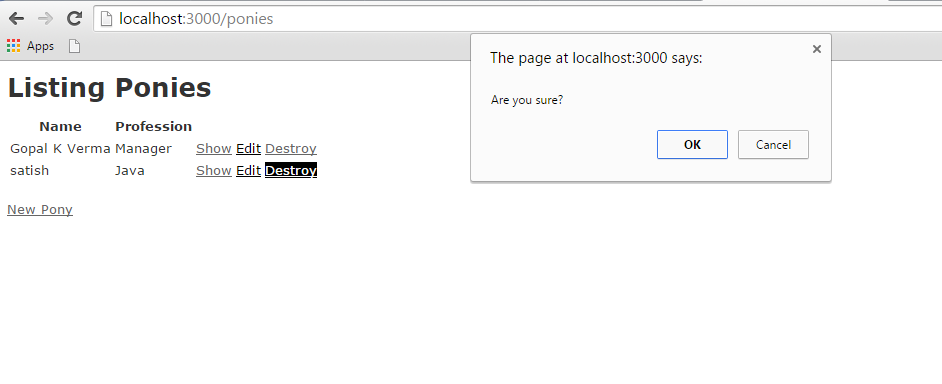 localhost:3000/ponies
Apps
The page at localhost:3000 says:
Are you sure?
OK Cancel
Listing Ponies
Name Profession
Gopal K Verma Manager Show Edit Destroy
satish Java Show Edit Destroy
New Pony